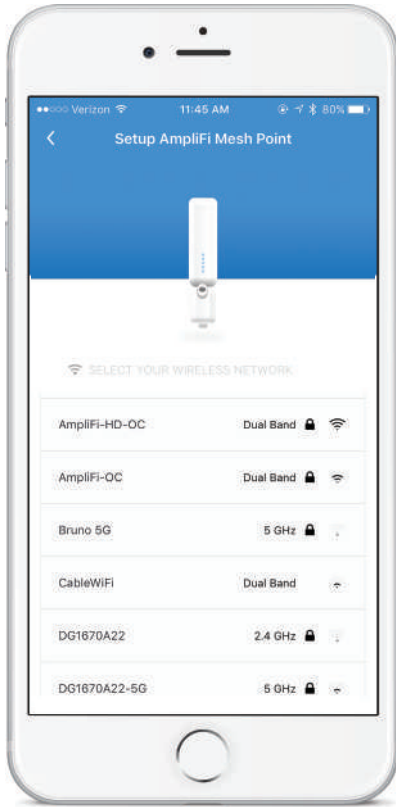 Verizon 11:45 AM 80%
Setup AmpliFi Mesh Point
SELECT YOUR WIRELESS NETWORK
AmpliFi-HD-OC Dual Band
AmpliFi-OC Dual Band
Bruno 5G 5 GHz
CableWiFi Dual Band
DG1670A22 2.4 GHz
DG1670A22-5G 5 GHz